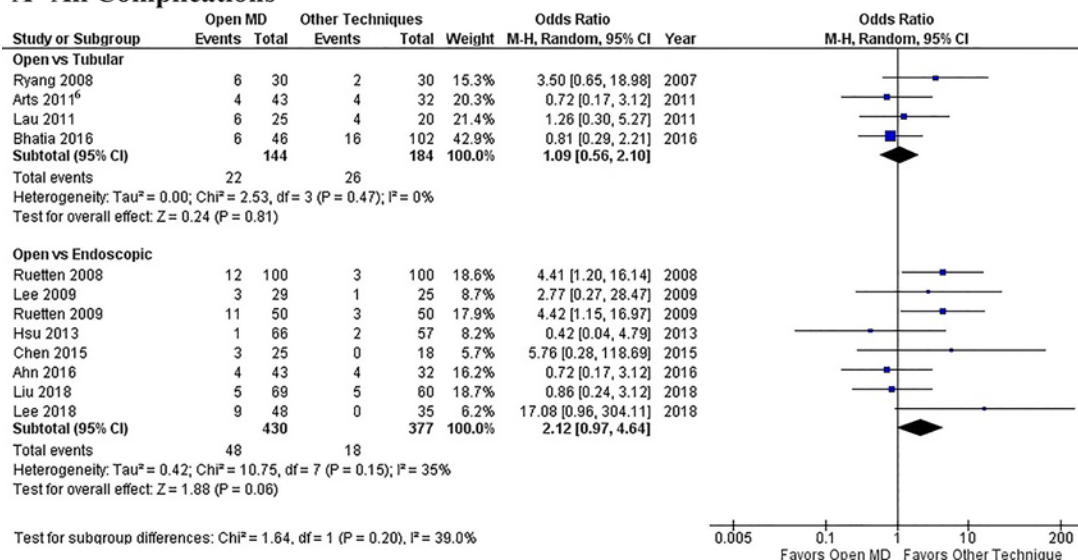 A All Complications
Open MD Other Techniques Odds Ratio Odds Ratio
Study or Subgroup Events Total Events Total Weight M-H, Random, 95% CI Year M-H, Random, 95% CI
Open vs Tubular
Ryang 2008 6 30 2 30 15.3% 3.50 [0.65, 18.98] 2007
Arts 2011⁶ 4 43 4 32 20.3% 0.72 [0.17, 3.12] 2011
Lau 2011 6 25 4 20 21.4% 1.26 [0.30, 5.27] 2011
Bhatia 2016 6 46 16 102 42.9% 0.81 [0.29, 2.21] 2016
Subtotal (95% CI) 144 184 100.0% 1.09 [0.56, 2.10]
Total events 22 26
Heterogeneity: Tau² = 0.00; Chi² = 2.53, df = 3 (P = 0.47); I² = 0%
Test for overall effect: Z = 0.24 (P = 0.81)
Open vs Endoscopic
Ruetten 2008 12 100 3 100 18.6% 4.41 [1.20, 16.14] 2008
Lee 2009 3 29 1 25 8.7% 2.77 [0.27, 28.47] 2009
Ruetten 2009 11 50 3 50 17.9% 4.42 [1.15, 16.97] 2009
Hsu 2013 1 66 2 57 8.2% 0.42 [0.04, 4.79] 2013
Chen 2015 3 25 0 18 5.7% 5.76 [0.28, 118.69] 2015
Ahn 2016 4 43 4 32 16.2% 0.72 [0.17, 3.12] 2016
Liu 2018 5 69 5 60 18.7% 0.86 [0.24, 3.12] 2018
Lee 2018 9 48 0 35 6.2% 17.08 [0.96, 304.11] 2018
Subtotal (95% CI) 430 377 100.0% 2.12 [0.97, 4.64]
Total events 48 18
Heterogeneity: Tau² = 0.42; Chi² = 10.75, df = 7 (P = 0.15); I² = 35%
Test for overall effect: Z = 1.88 (P = 0.06)
Test for subgroup differences: Chi² = 1.64, df = 1 (P = 0.20), I² = 39.0%
0.005 0.1 1 10 200
Favors Open MD Favors Other Technique